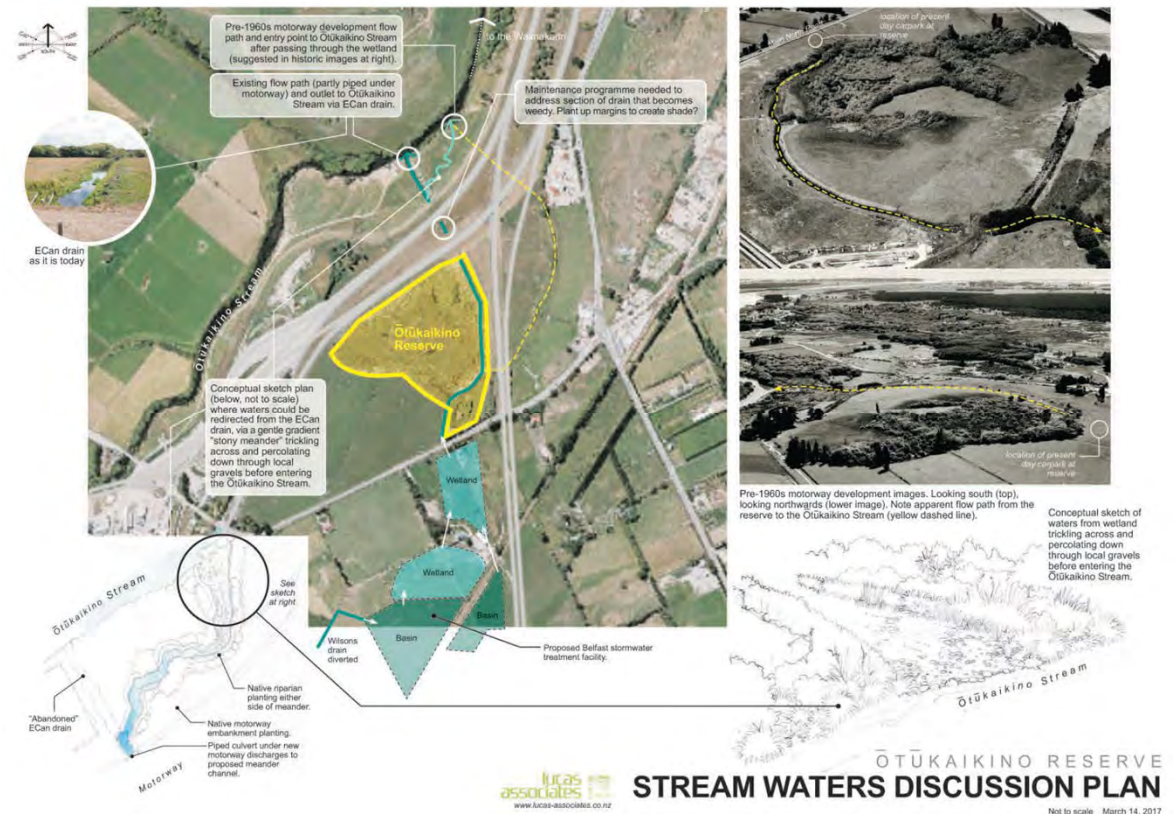 Pre-1960s motorway development flow
path and entry point to Ōtūkaikino Stream
after passing through the wetland
(suggested in historic images at right).
Existing flow path (partly piped under
motorway) and outlet to Ōtūkaikino
Stream via ECan drain.
to the Waimakariri
Maintenance programme needed to
address section of drain that becomes
weedy. Plant up margins to create shade?
ECan drain
as it is today
Ōtūkaikino Stream
Ōtūkaikino
Reserve
Conceptual sketch plan
(below, not to scale)
where waters could be
redirected from the ECan
drain, via a gentle gradient
"stony meander" trickling
across and percolating
down through local
gravels before entering
the Ōtūkaikino Stream.
Wetland
Wetland
Basin
Basin
Wilsons
drain
diverted
Proposed Belfast stormwater
treatment facility.
location of present
day carpark at
reserve
location of present
day carpark at
reserve
Pre-1960s motorway development images. Looking south (top),
looking northwards (lower image). Note apparent flow path from the
reserve to the Ōtūkaikino Stream (yellow dashed line).
Conceptual sketch of
waters from wetland
trickling across and
percolating down
through local gravels
before entering the
Ōtūkaikino Stream.
Ōtūkaikino Stream
See
sketch
at right
"Abandoned"
ECan drain
Native riparian
planting either
side of meander.
Native motorway
embankment planting.
Piped culvert under new
motorway discharges to
proposed meander
channel.
Motorway
Ōtūkaikino Stream
lucas
associates
www.lucas-associates.co.nz
ŌTŪKAIKINO RESERVE
STREAM WATERS DISCUSSION PLAN
Not to scale March 14, 2017